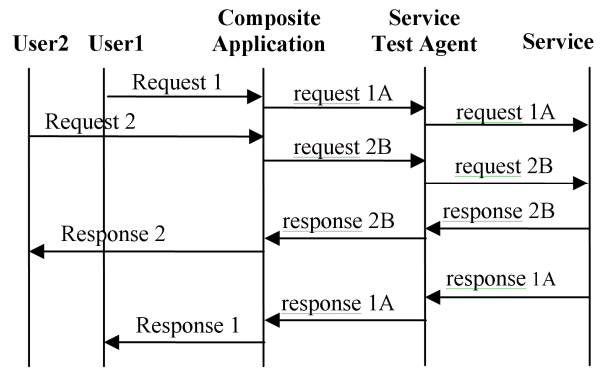 Composite Service
User2 User1 Application Test Agent Service
Request 1
request 1A
request 1A
Request 2
request 2B
request 2B
response 2B
response 2B
Response 2
response 1A
response 1A
Response 1